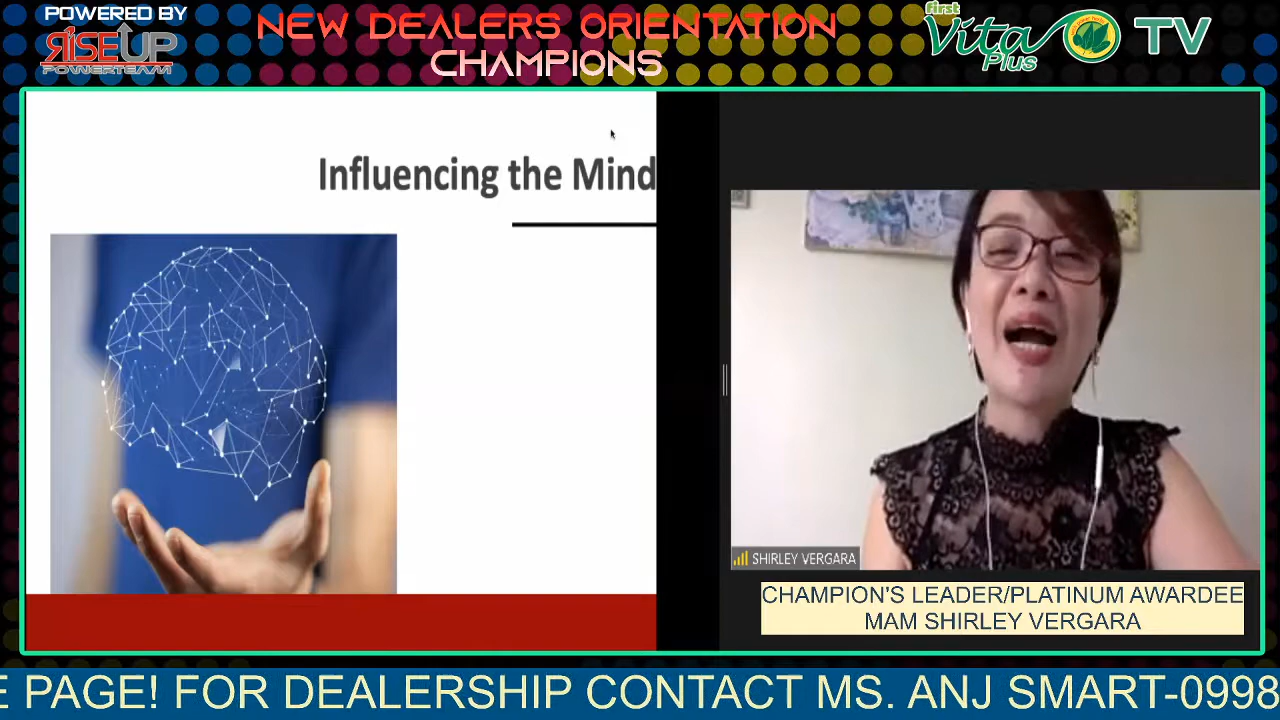 POWERED BY
RISEUP
POWERTEAM
NEW DEALERS ORIENTATION
CHAMPIONS
first
Vita
Plus
TV
Influencing the Mind
SHIRLEY VERGARA
CHAMPION'S LEADER/PLATINUM AWARDEE
MAM SHIRLEY VERGARA
E PAGE! FOR DEALERSHIP CONTACT MS. ANJ SMART-0998